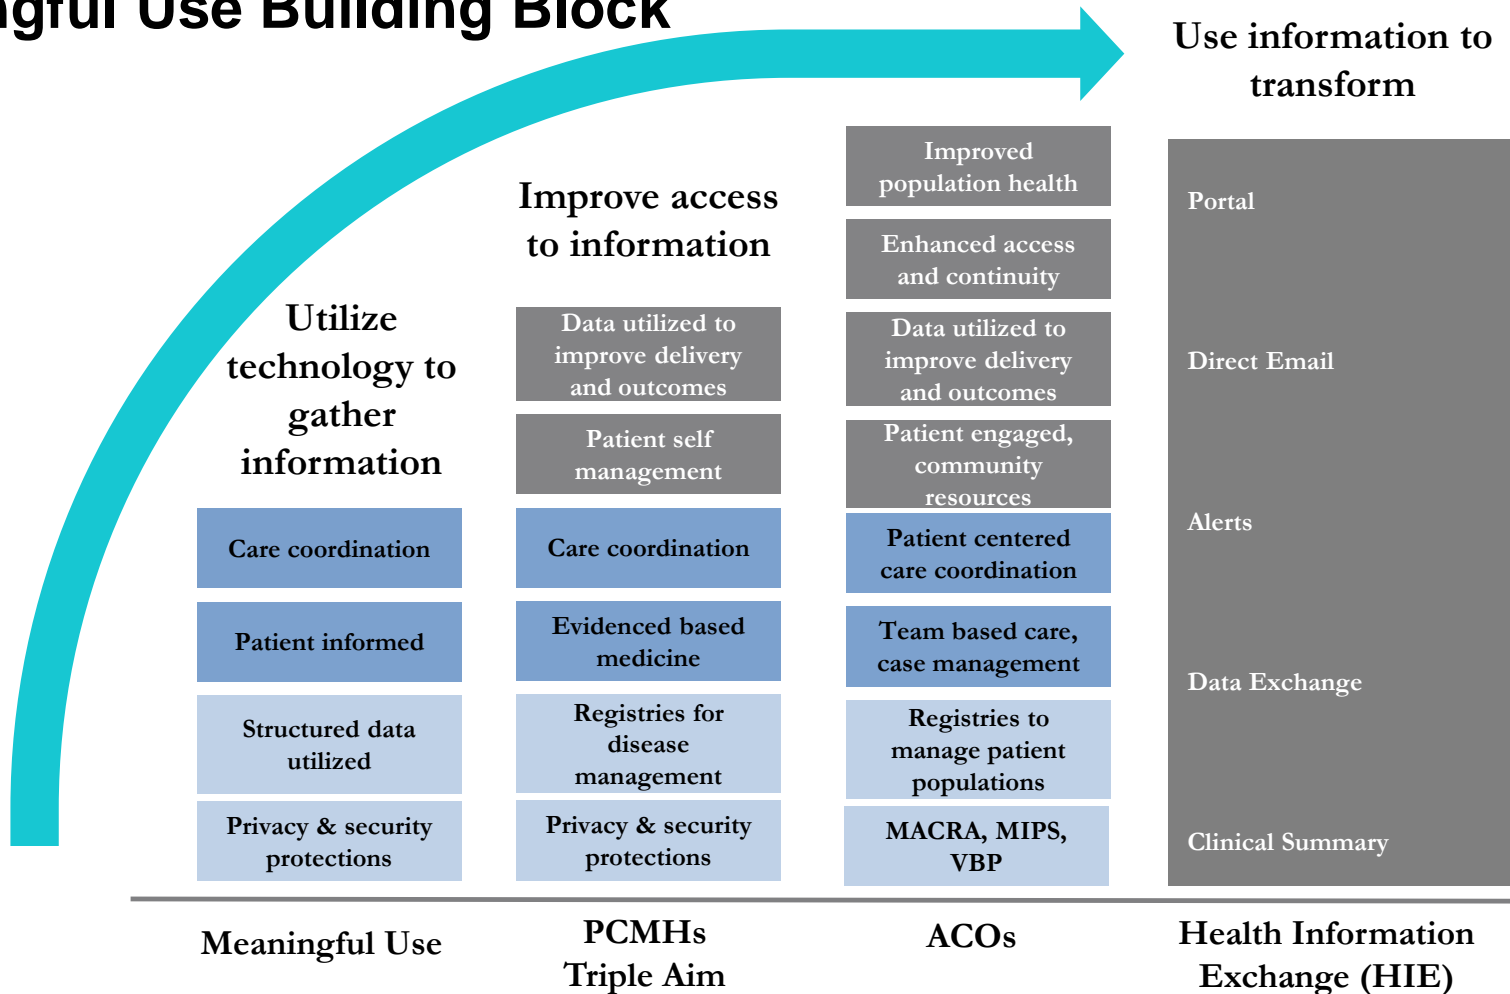 ngful Use Building Block
Use information to
transform
Improve access
to information
Utilize
technology to
gather
information
Care coordination
Patient informed
Structured data
utilized
Privacy & security
protections
Meaningful Use
Data utilized to
improve delivery
and outcomes
Patient self
management
Care coordination
Evidenced based
medicine
Registries for
disease
management
Privacy & security
protections
PCMHs
Triple Aim
Improved
population health
Enhanced access
and continuity
Data utilized to
improve delivery
and outcomes
Patient engaged,
community
resources
Patient centered
care coordination
Team based care,
case management
Registries to
manage patient
populations
MACRA, MIPS,
VBP
ACOs
Portal
Direct Email
Alerts
Data Exchange
Clinical Summary
Health Information
Exchange (HIE)